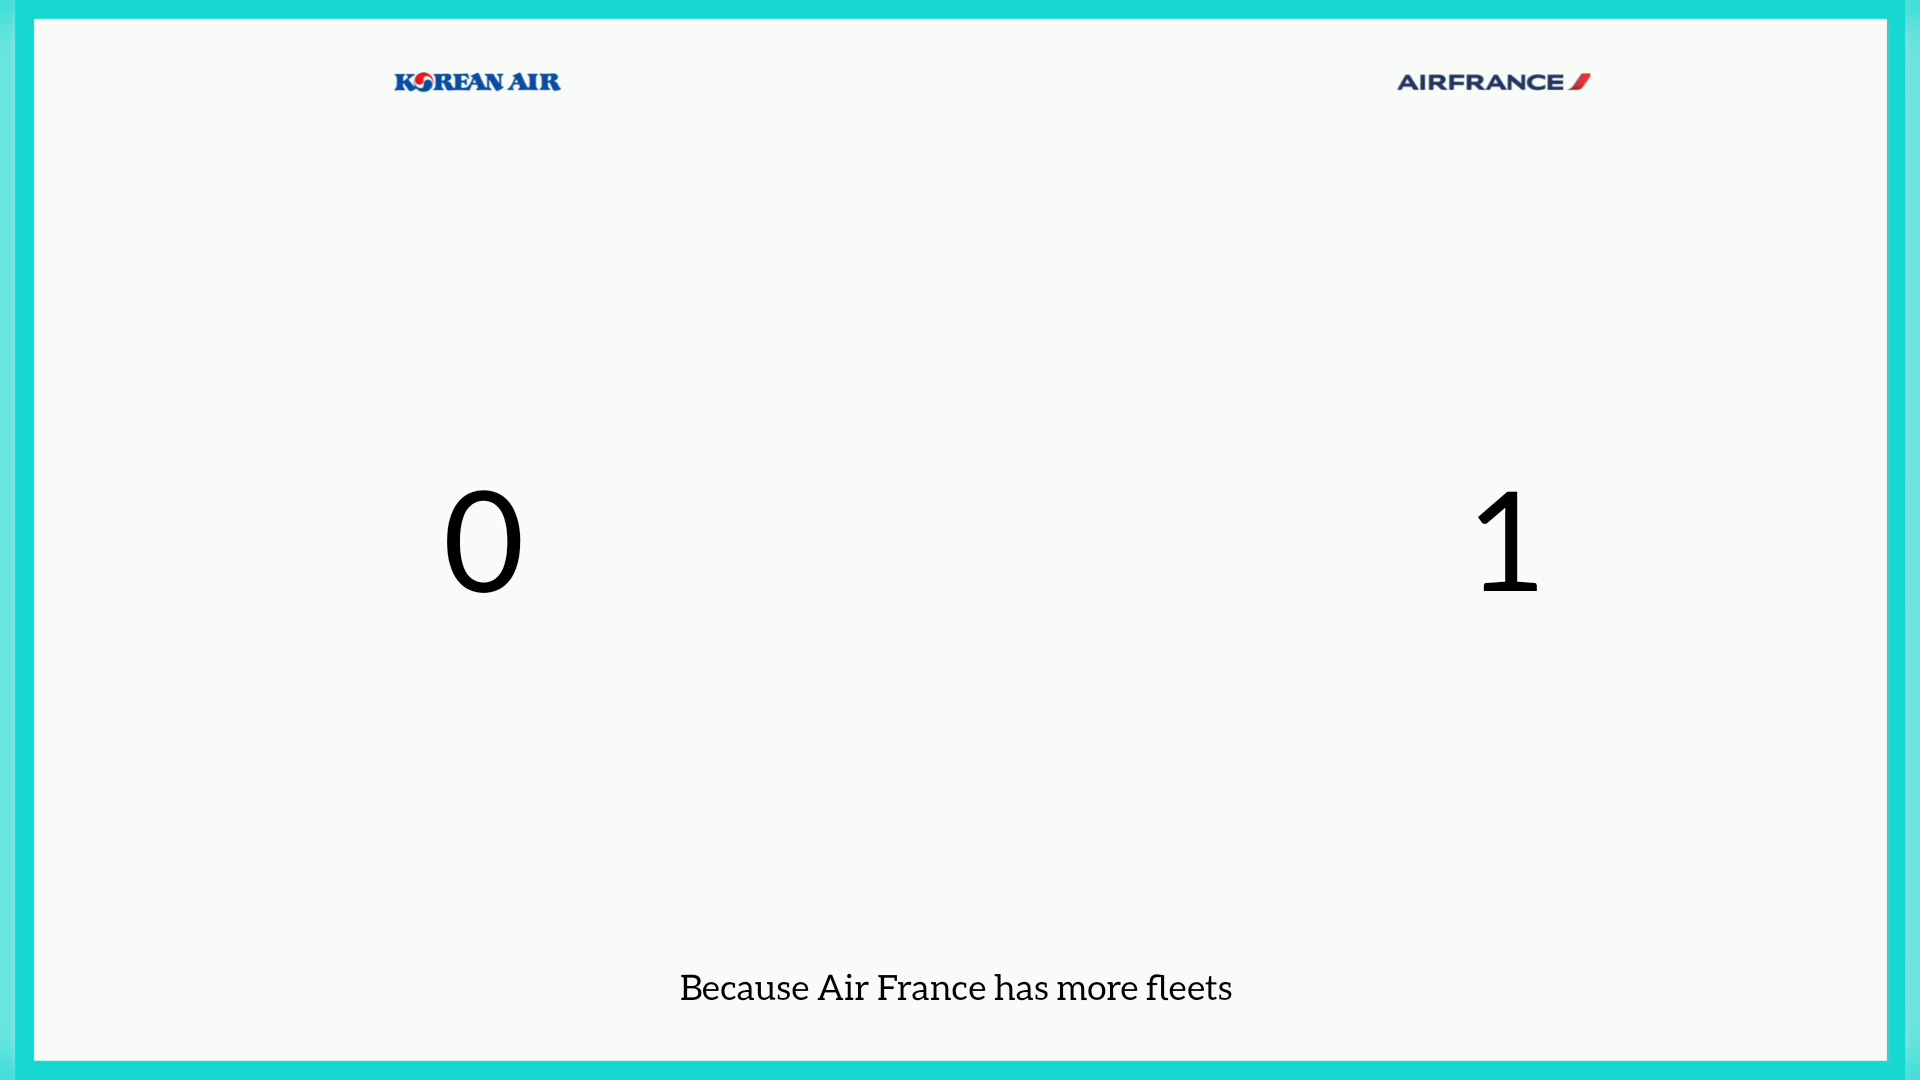 KOREAN AIR
AIRFRANCE
0
1
Because Air France has more fleets